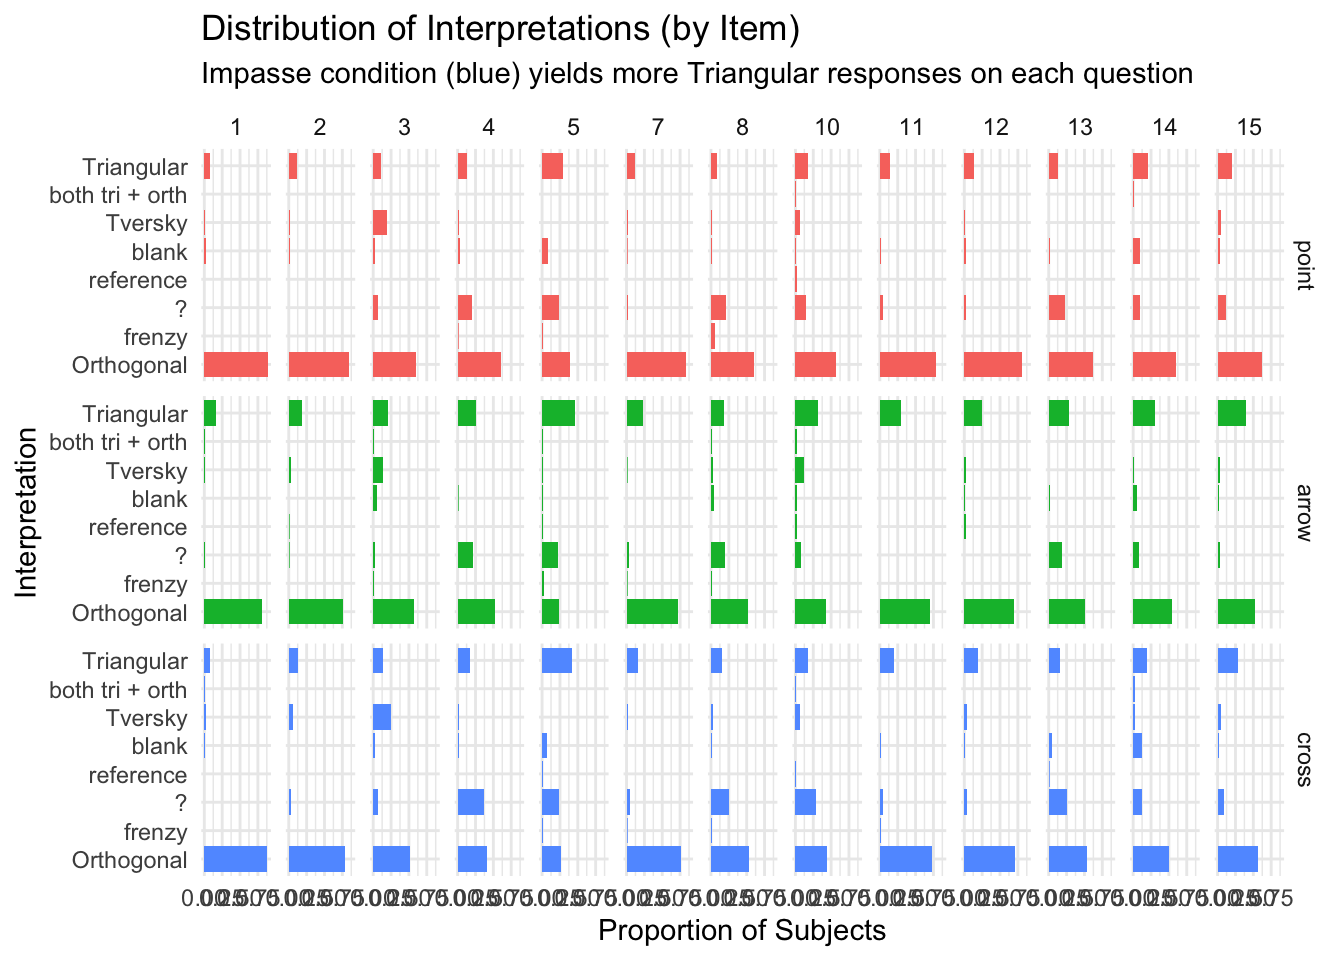 Distribution of Interpretations (by Item)
Impasse condition (blue) yields more Triangular responses on each question
1 2 3 4 5 7 8 10 11 12 13 14 15
Triangular
both tri + orth
Tversky
blank
reference
?
frenzy
Orthogonal
point
Triangular
both tri + orth
Tversky
blank
reference
?
frenzy
Orthogonal
arrow
Triangular
both tri + orth
Tversky
blank
reference
?
frenzy
Orthogonal
cross
Interpretation
Proportion of Subjects